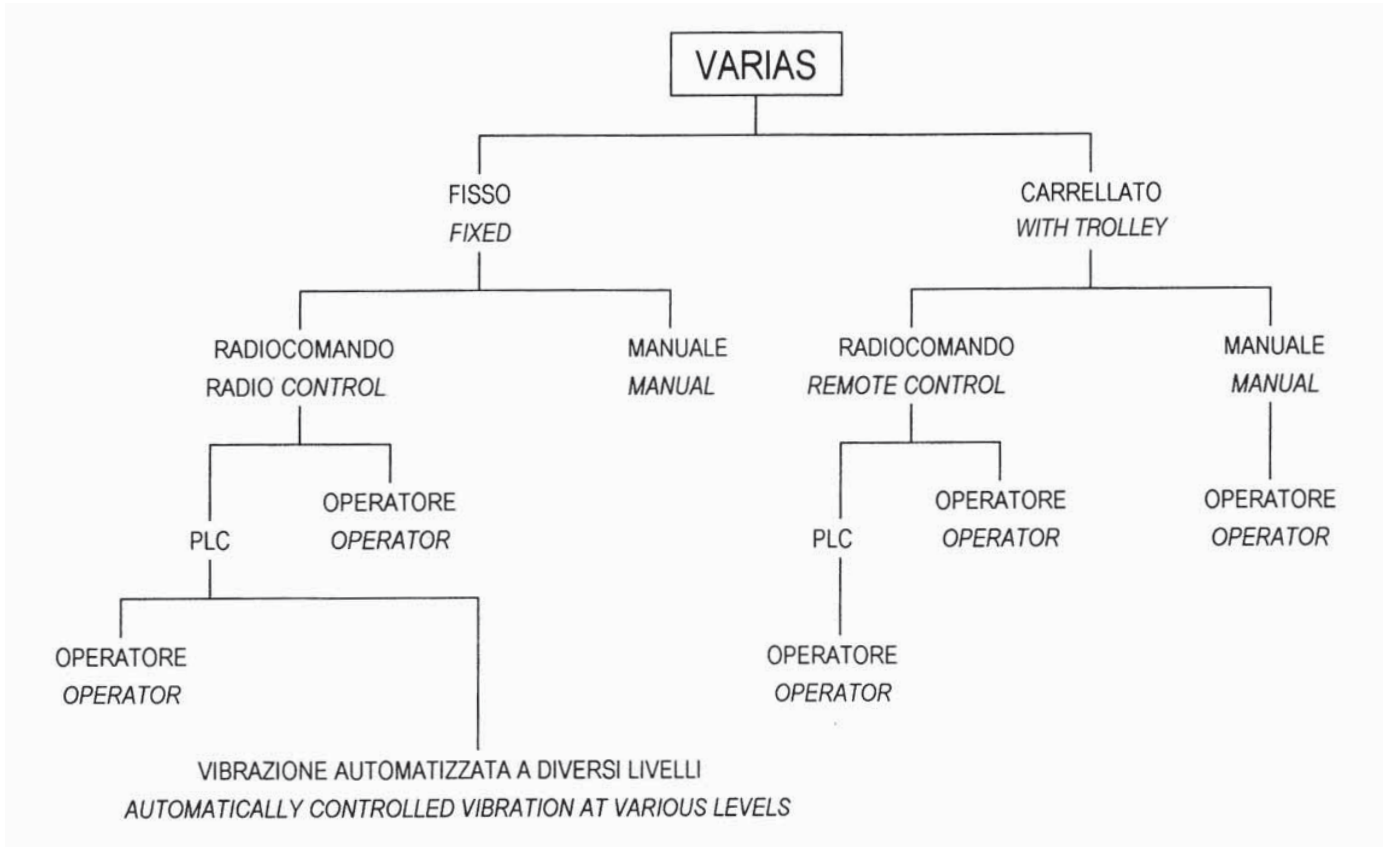 VARIAS
FISSO
FIXED
CARRELLATO
WITH TROLLEY
RADIOCOMANDO
RADIO CONTROL
MANUALE
MANUAL
RADIOCOMANDO
REMOTE CONTROL
MANUALE
MANUAL
PLC
OPERATORE
OPERATOR
PLC
OPERATORE
OPERATOR
OPERATORE
OPERATOR
OPERATORE
OPERATOR
OPERATORE
OPERATOR
VIBRAZIONE AUTOMATIZZATA A DIVERSI LIVELLI
AUTOMATICALLY CONTROLLED VIBRATION AT VARIOUS LEVELS